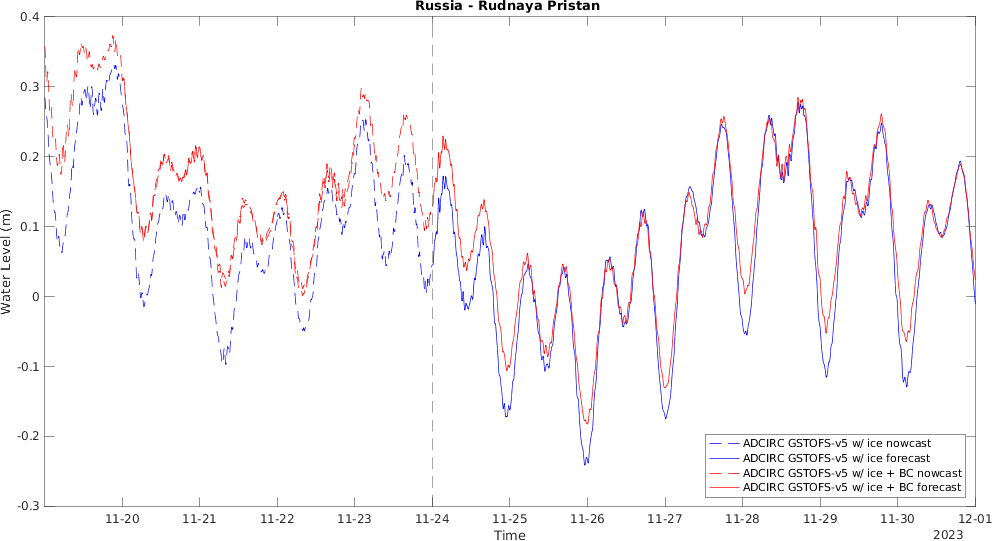 Russia - Rudnaya Pristan
0.4
0.3
0.2
0.1
0
-0.1
-0.2
-0.3
Water Level (m)
ADCIRC GSTOFS-v5 w/ ice nowcast
ADCIRC GSTOFS-v5 w/ ice forecast
ADCIRC GSTOFS-v5 w/ ice + BC nowcast
ADCIRC GSTOFS-v5 w/ ice + BC forecast
11-20 11-21 11-22 11-23 11-24 11-25 11-26 11-27 11-28 11-29 11-30 12-01
Time
2023